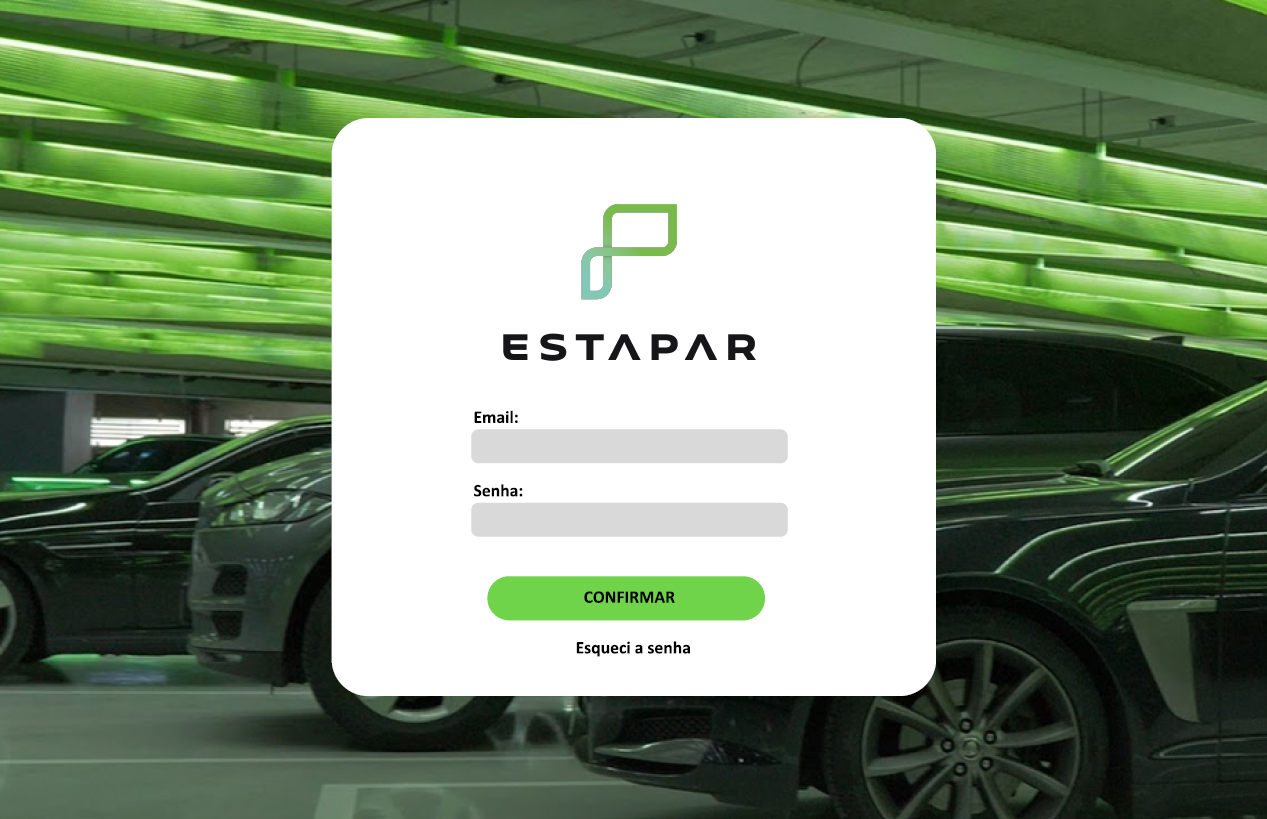 ESTAPAR
Email:
Senha:
CONFIRMAR
Esqueci a senha